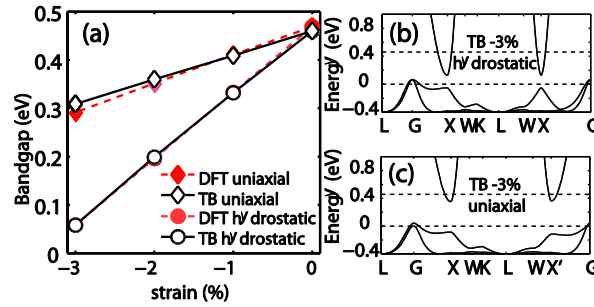 (a)
0.5
0.4
0.3
0.2
0.1
0
Bandgap (eV)
DFT uniaxial
TB uniaxial
DFT hydrostatic
TB hydrostatic
−3 −2 −1 0
strain (%)
(b)
0.8
0.4
0
−0.4
Energy (eV)
TB -3%
hydrostatic
L G X WK L W X G
(c)
0.8
0.4
0
−0.4
Energy (eV)
TB -3%
uniaxial
L G X WK L W X' G